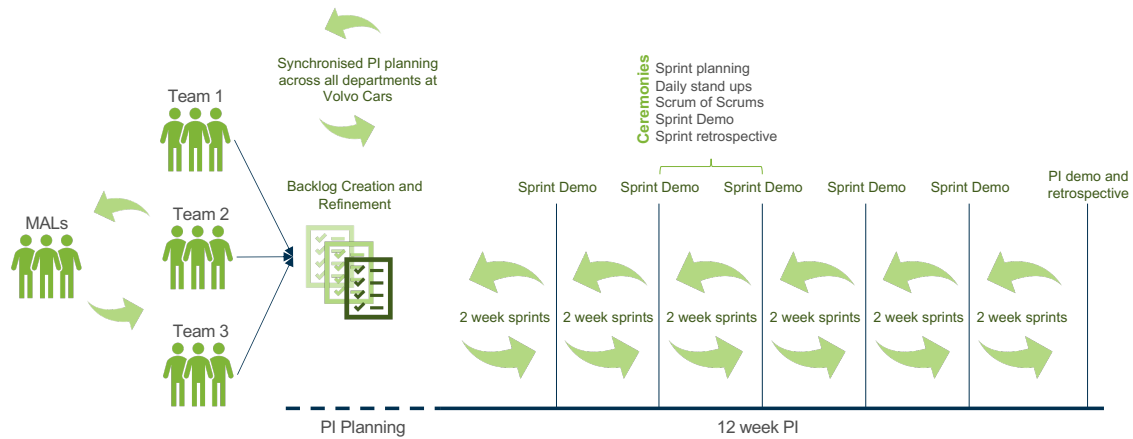 Synchronised PI planning
across all departments at
Volvo Cars
Ceremonies
Sprint planning
Daily stand ups
Scrum of Scrums
Sprint Demo
Sprint retrospective
Team 1
Team 2
Team 3
MALs
Backlog Creation and
Refinement
Sprint Demo
Sprint Demo
Sprint Demo
Sprint Demo
Sprint Demo
PI demo and
retrospective
2 week sprints
2 week sprints
2 week sprints
2 week sprints
2 week sprints
2 week sprints
PI Planning
12 week PI